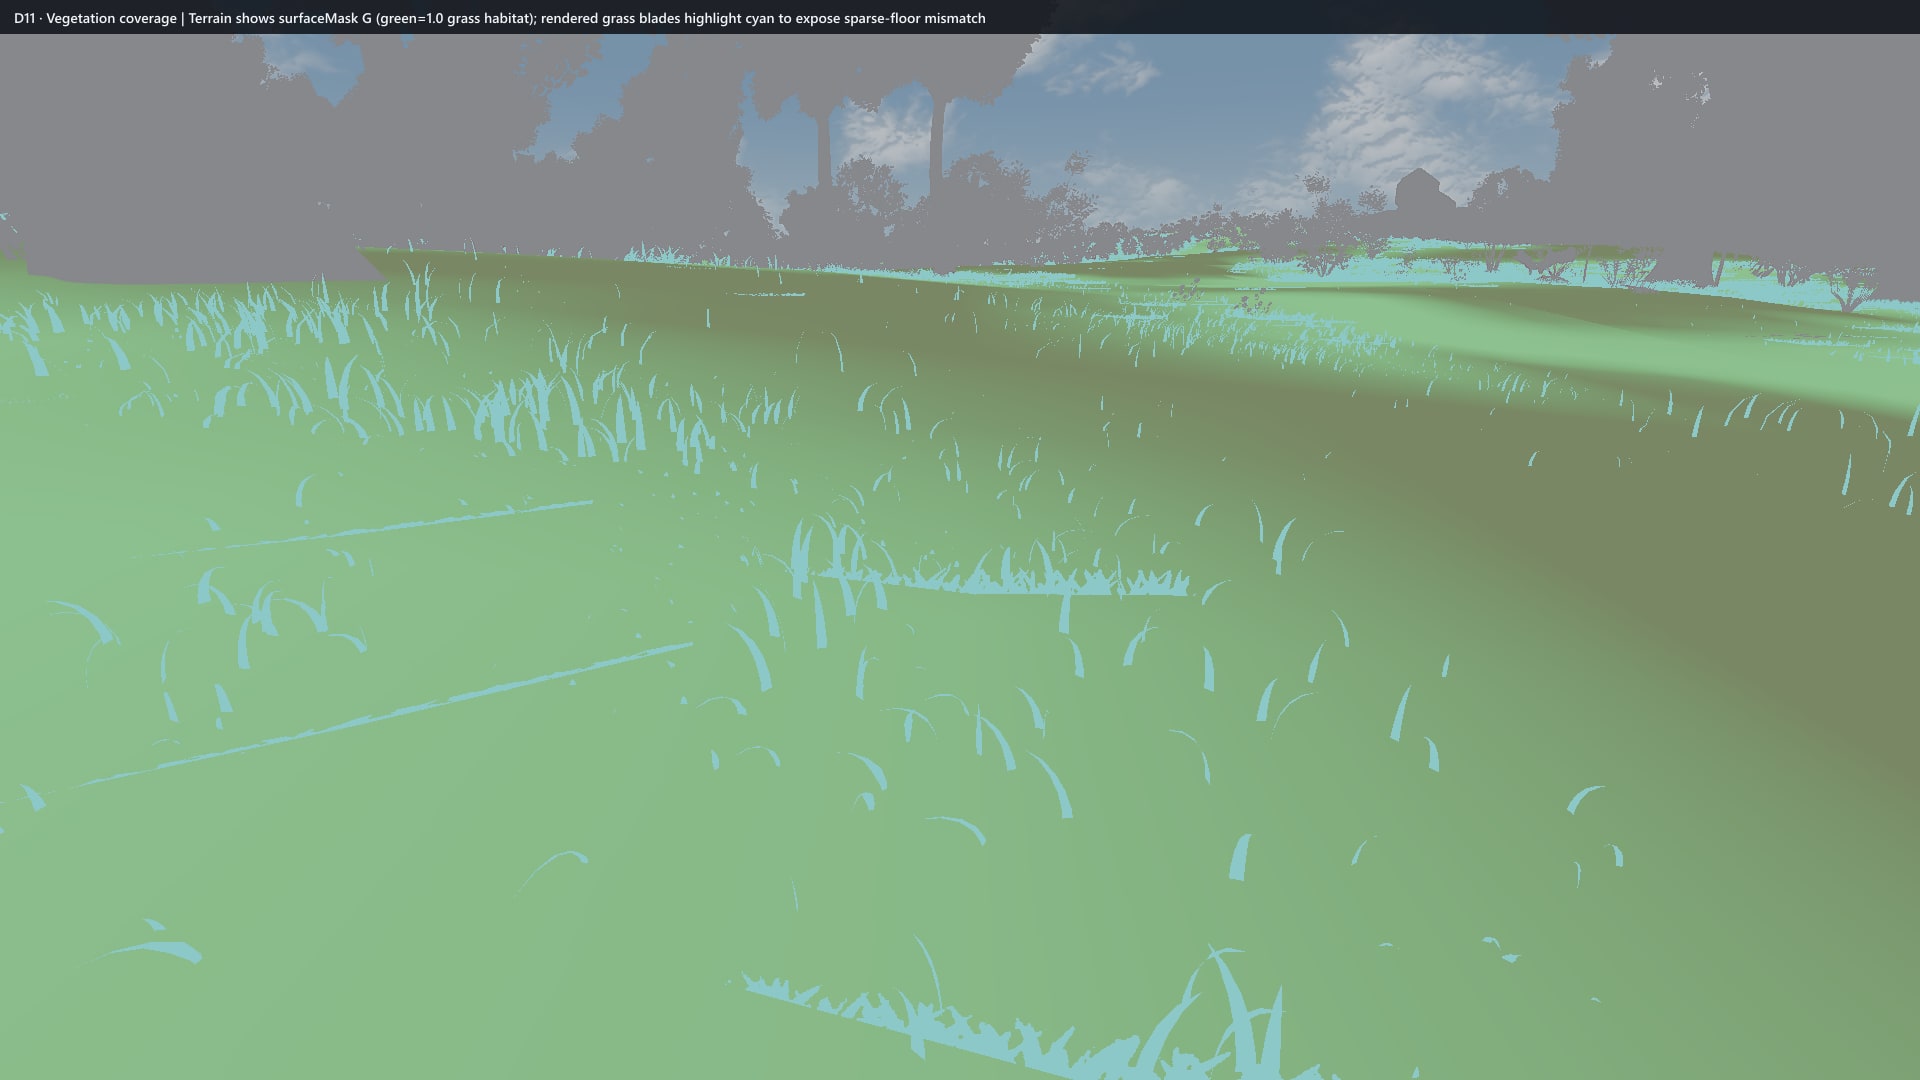 D11 · Vegetation coverage | Terrain shows surfaceMask G (green=1.0 grass habitat); rendered grass blades highlight cyan to expose sparse-floor mismatch